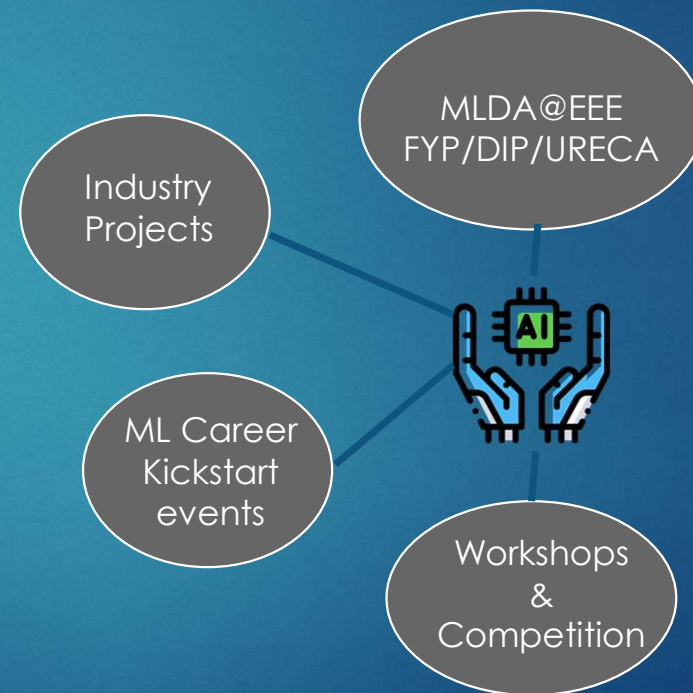 MLDA@EEE
FYP/DIP/URECA
Industry
Projects
AI
ML Career
Kickstart
events
Workshops
&
Competition